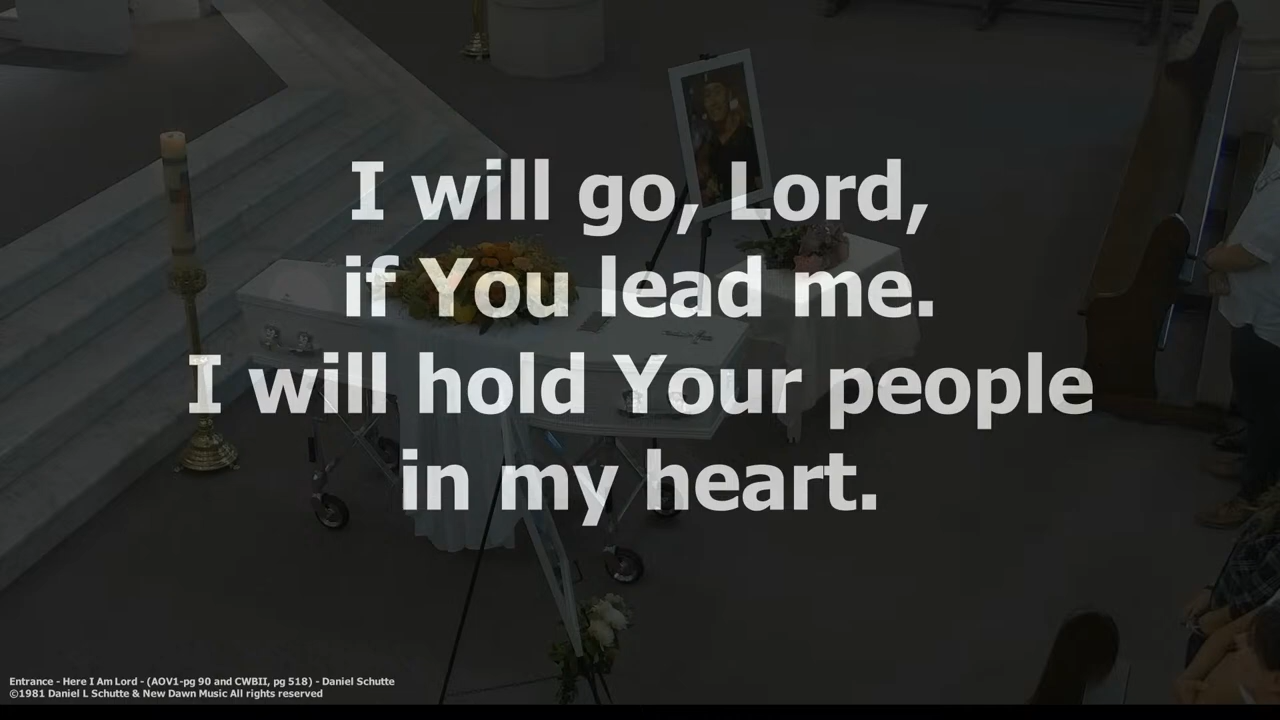 I will go, Lord,
if You lead me.
I will hold Your people
in my heart.
Entrance - Here I Am Lord - (AOV1-pg 90 and CWBII, pg 518) - Daniel Schutte
©1981 Daniel L Schutte & New Dawn Music All rights reserved